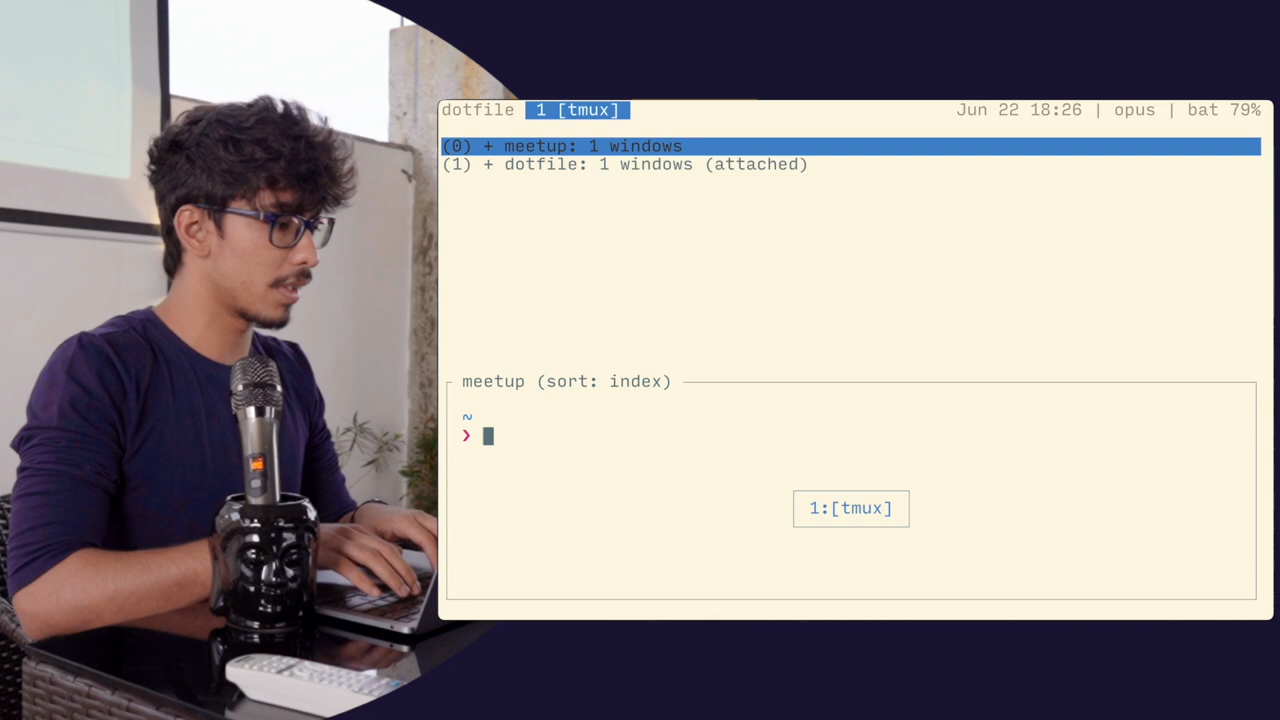 dotfile 1 [tmux] Jun 22 18:26 | opus | bat 79%
(0) + meetup: 1 windows
(1) + dotfile: 1 windows (attached)
meetup (sort: index)
~
❯
1:[tmux]